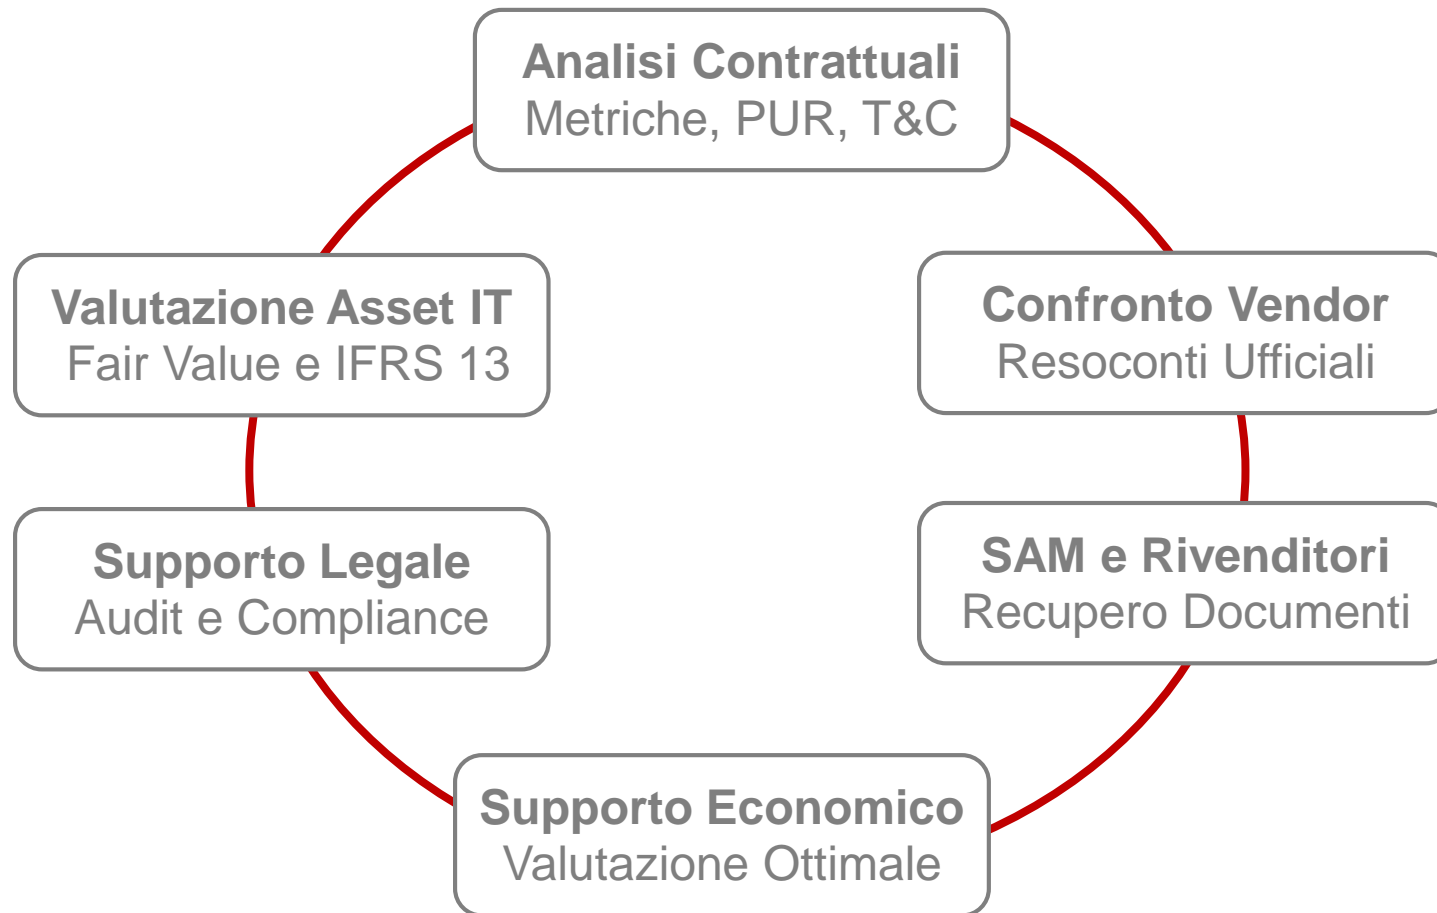 Analisi Contrattuali
Metriche, PUR, T&C
Valutazione Asset IT
Fair Value e IFRS 13
Confronto Vendor
Resoconti Ufficiali
Supporto Legale
Audit e Compliance
SAM e Rivenditori
Recupero Documenti
Supporto Economico
Valutazione Ottimale